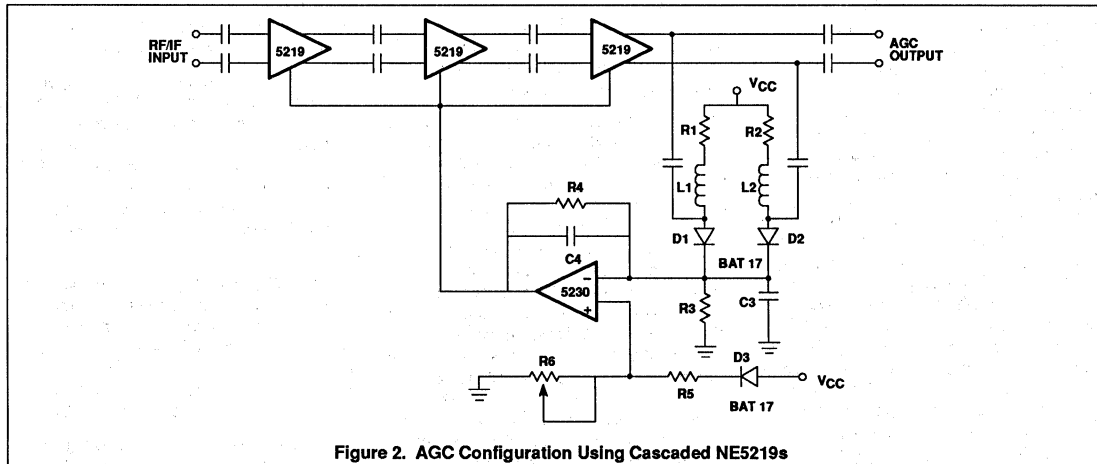 RF/IF
INPUT
5219
5219
5219
AGC
OUTPUT
VCC
R1
R2
L1
L2
R4
C4
D1
D2
BAT 17
5230
R3
C3
R6
R5
D3
BAT 17
VCC
Figure 2. AGC Configuration Using Cascaded NE5219s